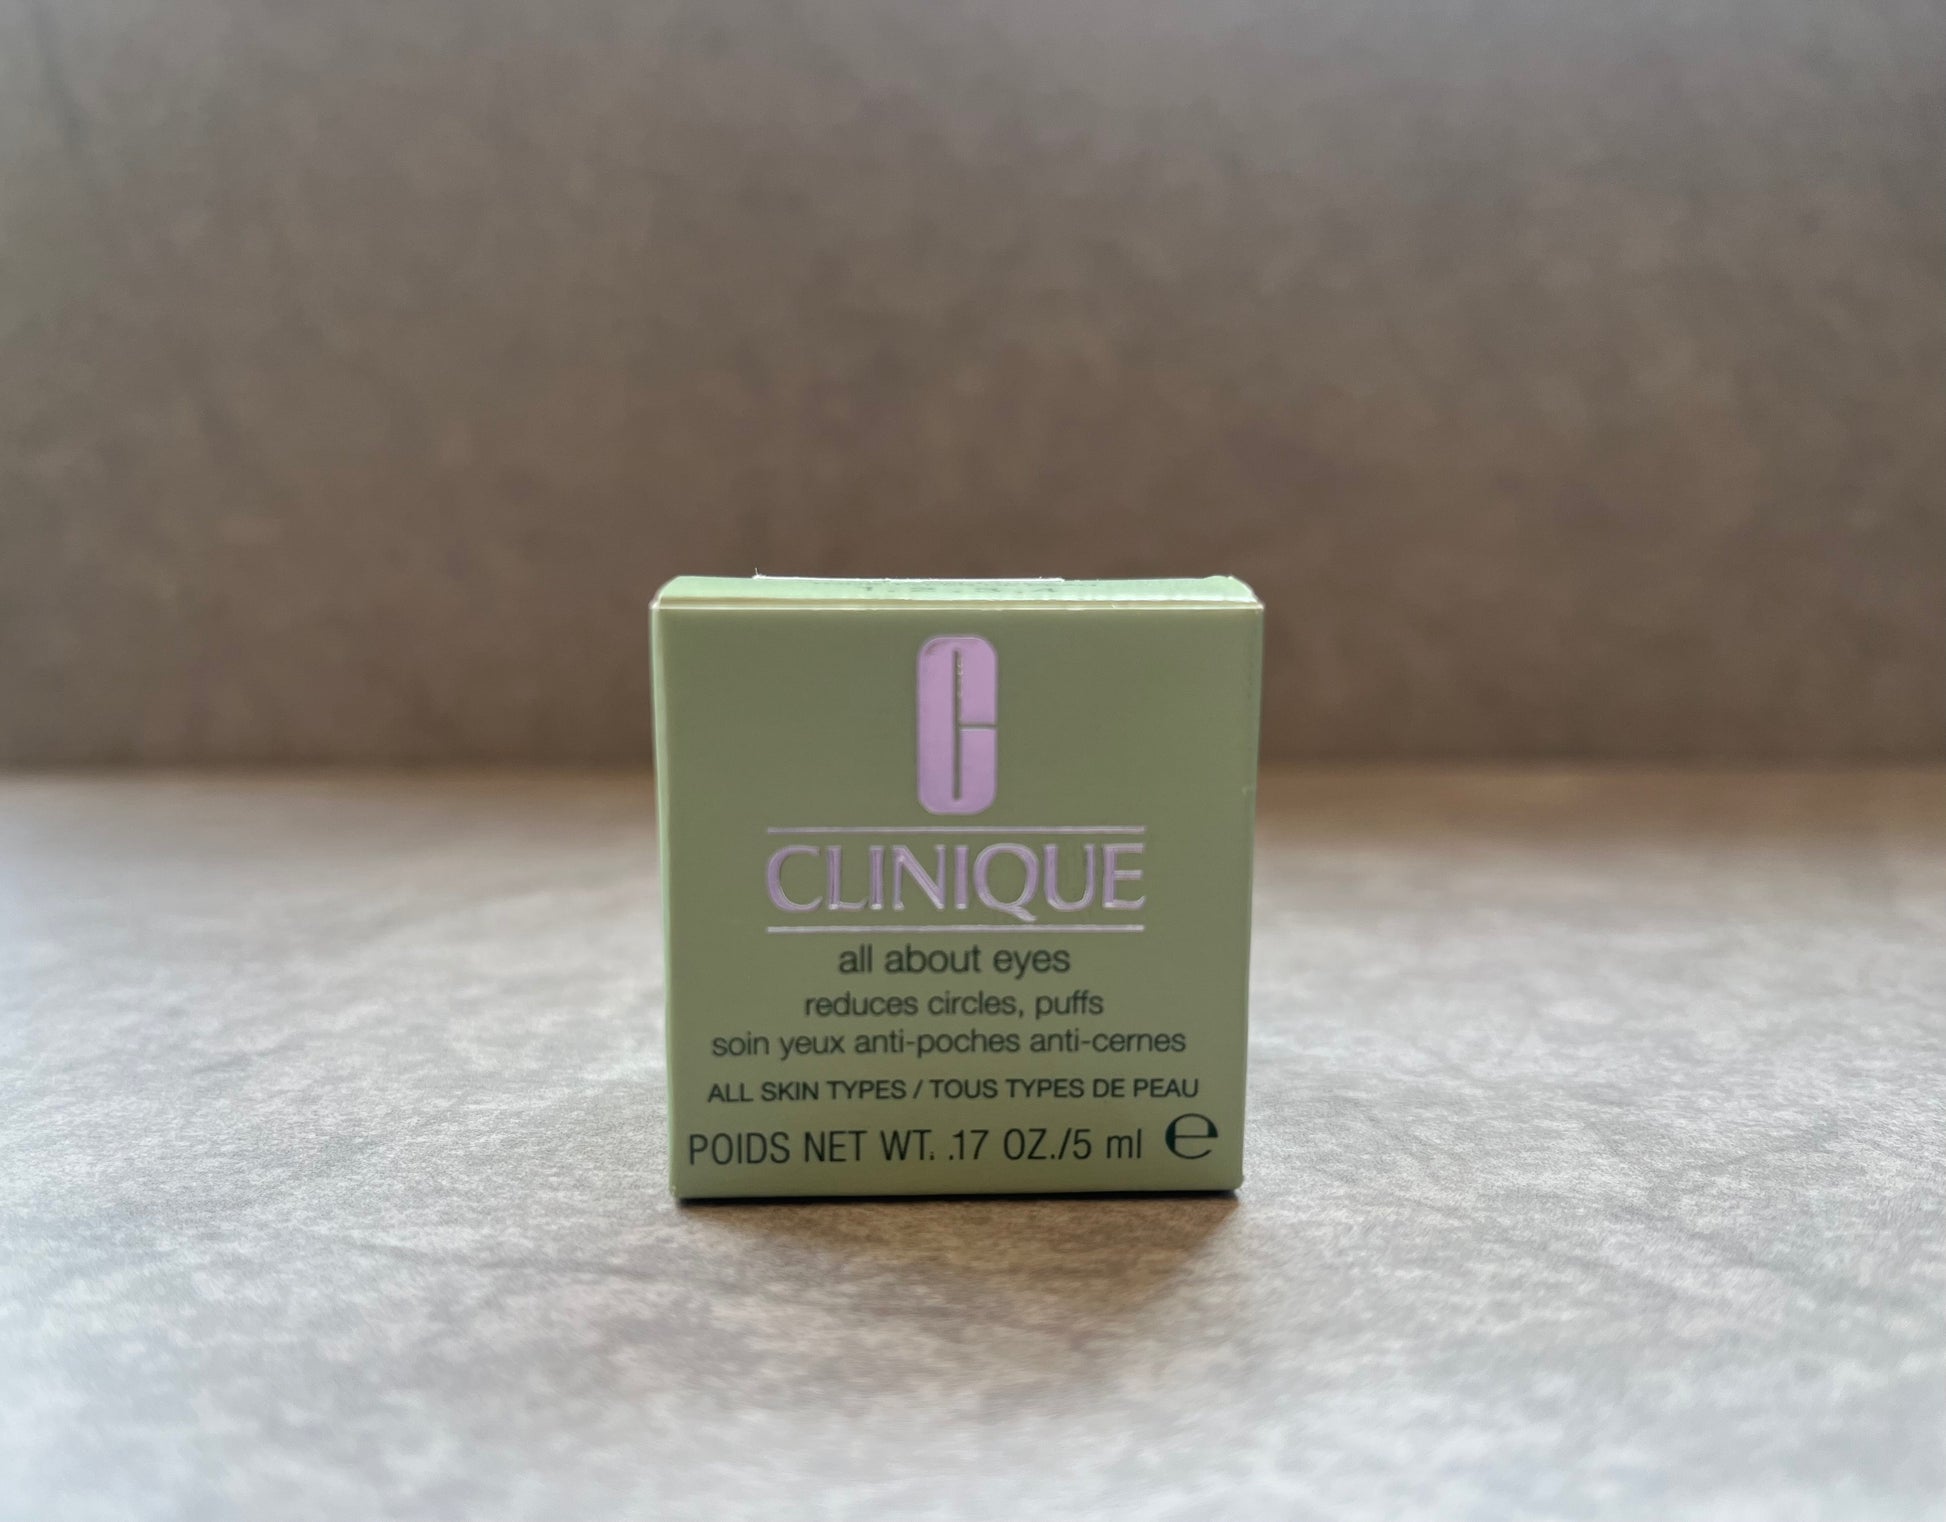 C
CLINIQUE
all about eyes
reduces circles, puffs
soin yeux anti-poches anti-cernes
ALL SKIN TYPES / TOUS TYPES DE PEAU
POIDS NET WT. .17 OZ./5 ml ℮